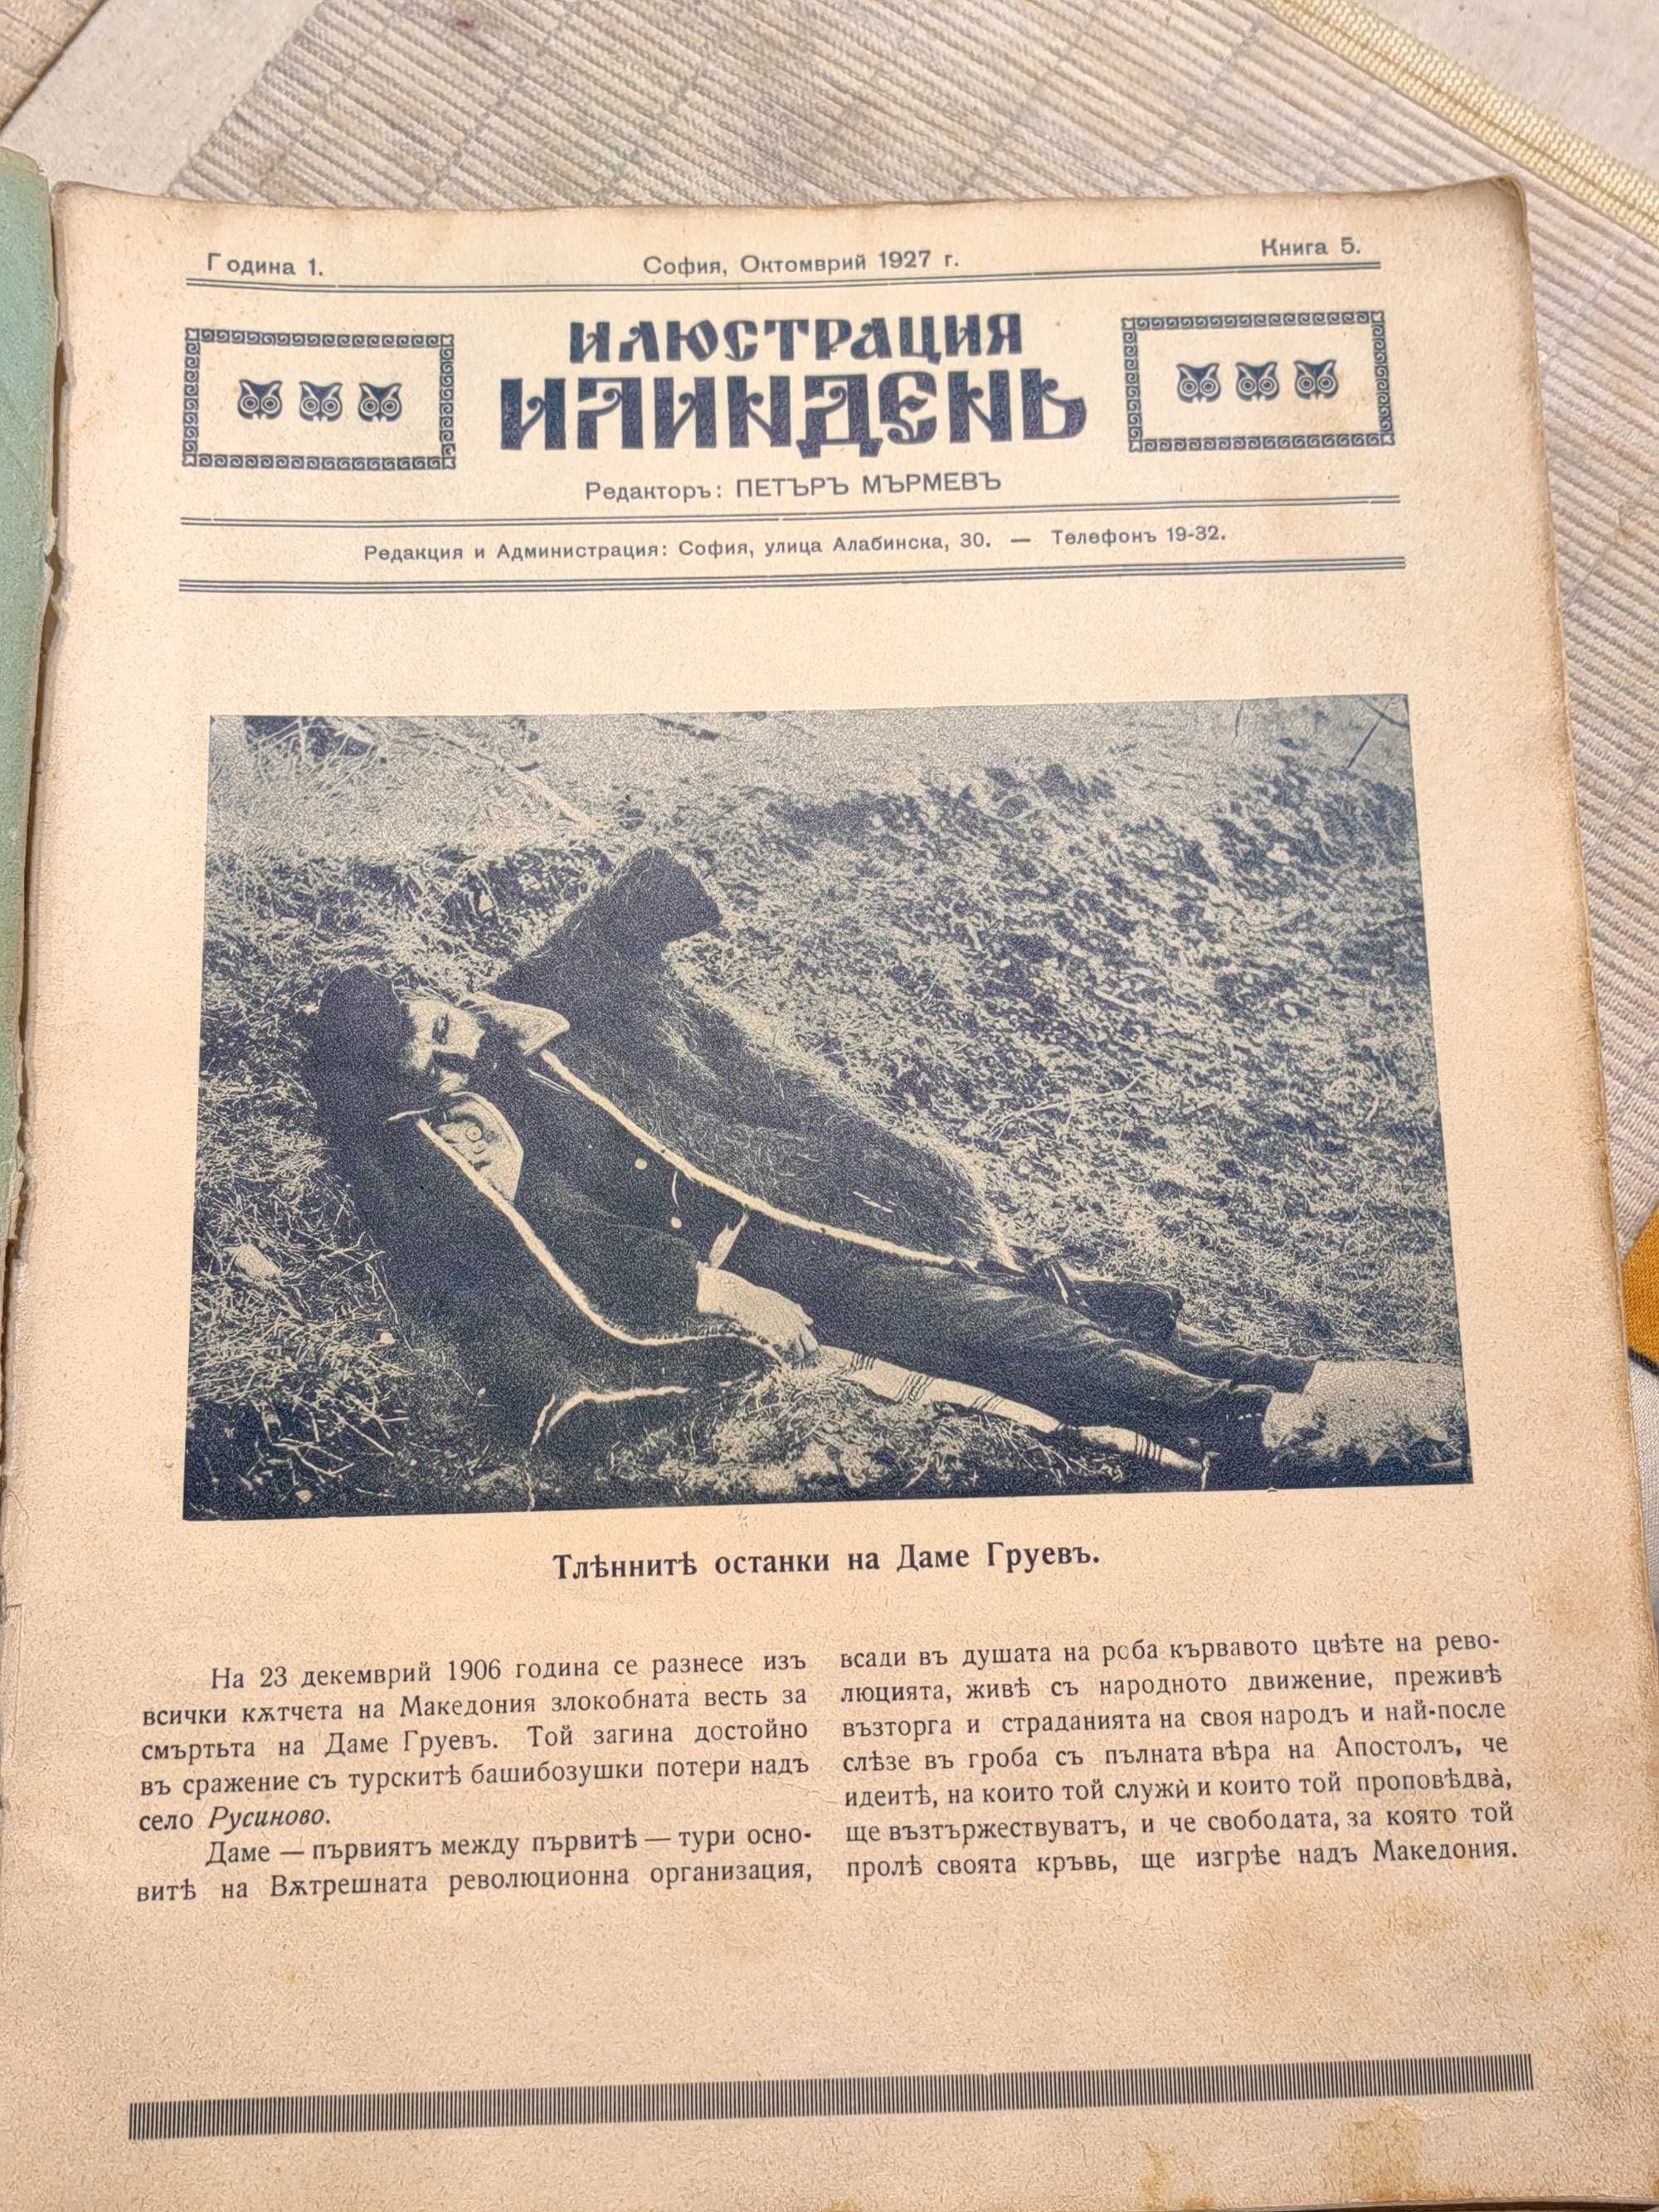 Година 1.
София, Октомврий 1927 г.
Книга 5.
ИЛЮСТРАЦИЯ
ИЛИНДЕНЬ
Редакторъ: ПЕТЪРЪ МЪРМЕВЪ
Редакция и Администрация: София, улица Алабинска, 30. — Телефонъ 19-32.
Тлѣннитѣ останки на Даме Груевъ.
На 23 декемврий 1906 година се разнесе изъ
всички кѫтчета на Македония злокобната весть за
смъртьта на Даме Груевъ. Той загина достойно
въ сражение съ турскитѣ башибозушки потери надъ
село Русиново.
Даме — първиятъ между първитѣ — тури осно-
витѣ на Вѫтрешната революционна организация,
всади въ душата на роба кървавото цвѣте на рево-
люцията, живѣ съ народното движение, преживѣ
възторга и страданията на своя народъ и най-после
слѣзе въ гроба съ пълната вѣра на Апостолъ, че
идеитѣ, на които той служѝ и които той проповѣдва̀,
ще възтържествуватъ, и че свободата, за която той
пролѣ своята кръвь, ще изгрѣе надъ Македония.